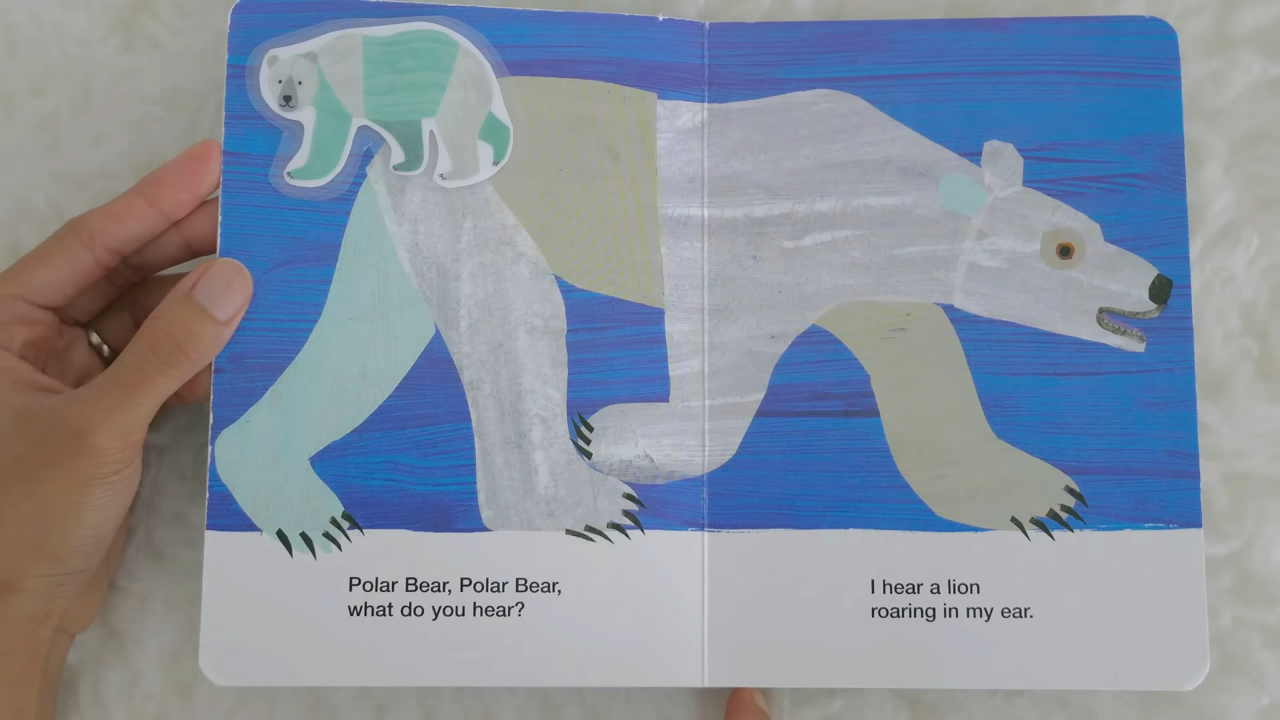 Polar Bear, Polar Bear,
what do you hear?
I hear a lion
roaring in my ear.